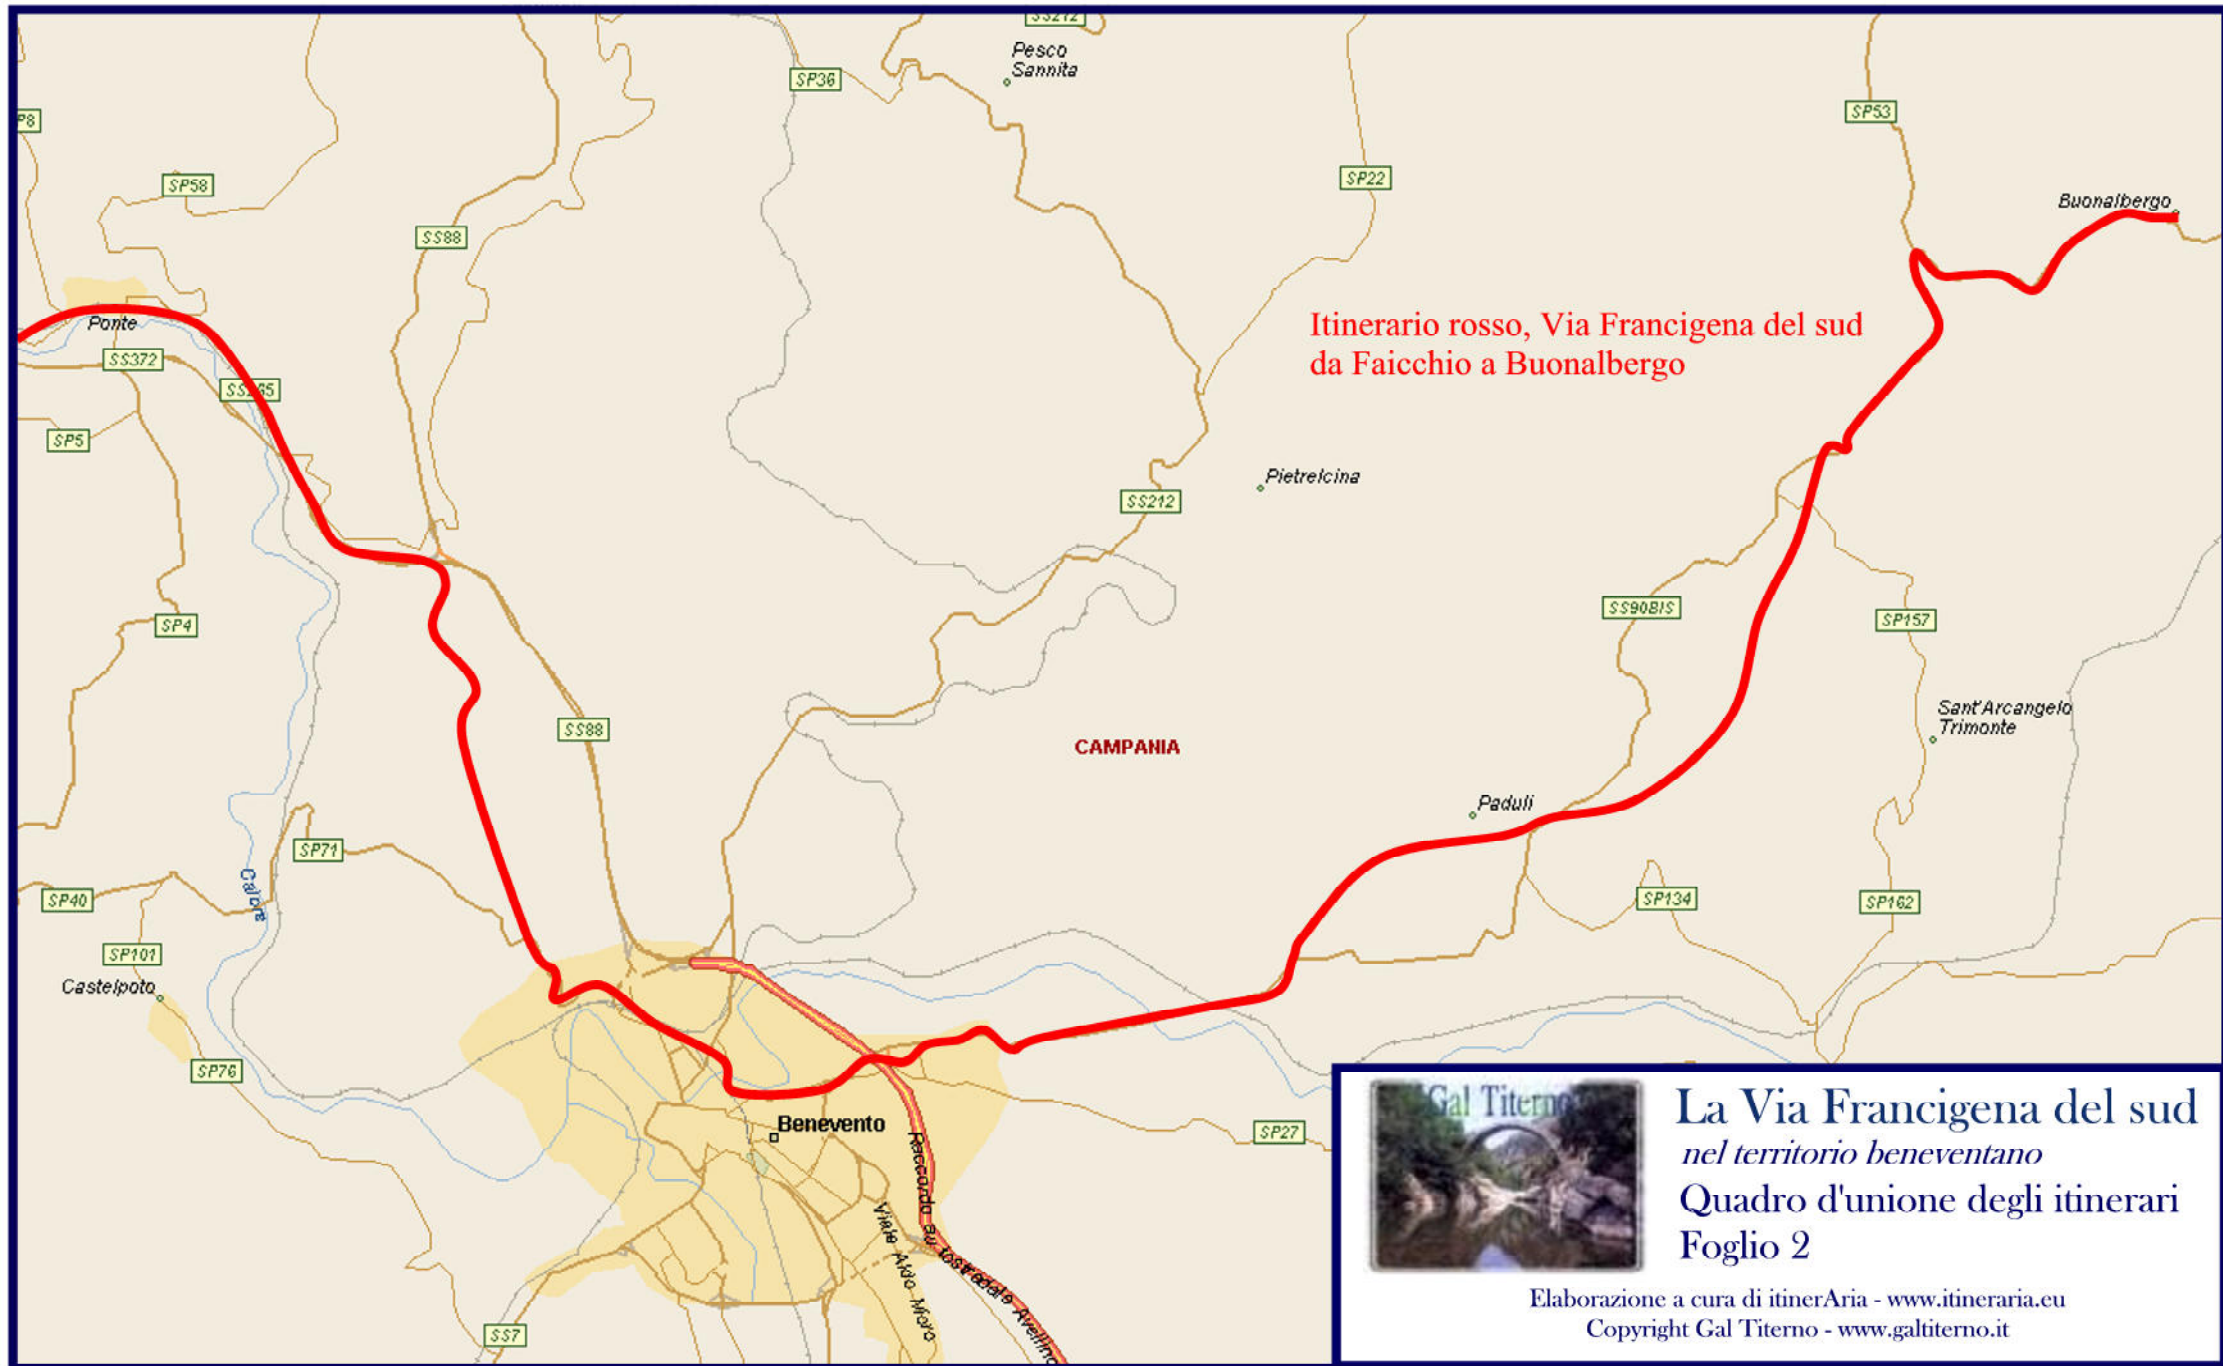 SS212
Pesco
Sannita
SP36
SP53
P8
SP22
SP58
Buonalbergo
SS88
Itinerario rosso, Via Francigena del sud
da Faicchio a Buonalbergo
Ponte
SS372
SS265
SP5
Pietrelcina
SS212
SS90BIS
SP157
SP4
Sant'Arcangelo
Trimonte
SS88
CAMPANIA
Paduli
SP71
Calore
SP40
SP134
SP162
SP101
Castelpoto
SP76
Benevento
SP27
Raccordo autostradale Avellino
Viale Aldo Moro
SS7
Gal Titerno
La Via Francigena del sud
nel territorio beneventano
Quadro d'unione degli itinerari
Foglio 2
Elaborazione a cura di itinerAria - www.itineraria.eu
Copyright Gal Titerno - www.galtiterno.it